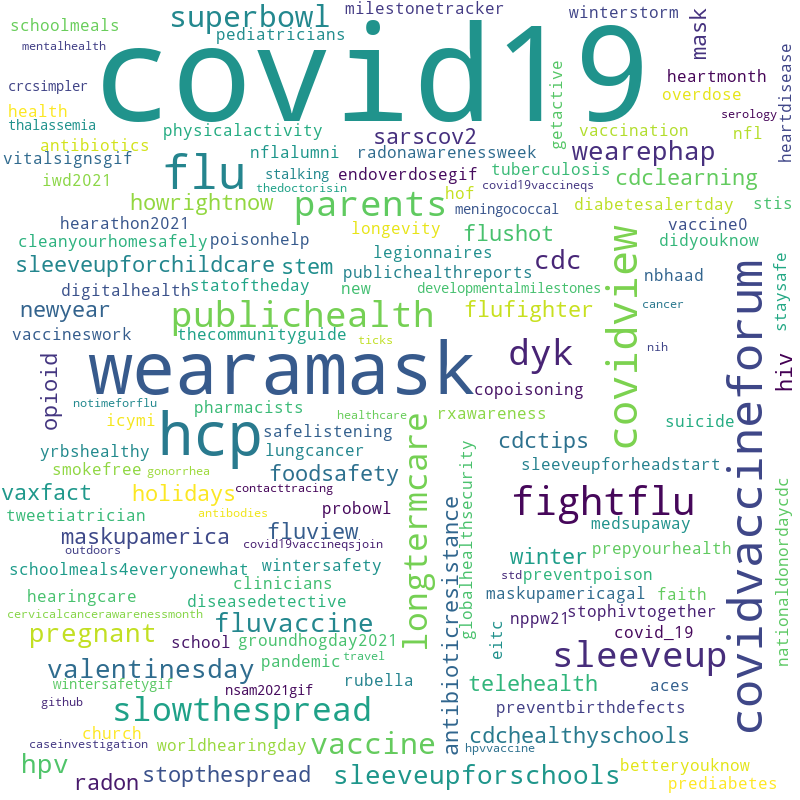 schoolmeals
superbowl
milestonetracker
winterstorm
mentalhealth
pediatricians
mask
covid19
crcsimpler
heartmonth
heartdisease
health
overdose
getactive
serology
thalassemia
physicalactivity
sarscov2
vaccination
nfl
antibiotics
nflalumni
radonawarenessweek
wearephap
vitalsignsgif
flu
stalking
endoverdosegif
tuberculosis
cdclearning
iwd2021
thedoctorisin
hof
covid19vaccineqs
howrightnow
parents
meningococcal
diabetesalertday
stis
hearathon2021
longevity
flushot
vaccine0
cleanyourhomesafely
poisonhelp
legionnaires
cdc
didyouknow
sleeveupforchildcare
stem
publichealthreports
covidview
nbhaad
staysafe
digitalhealth
statoftheday
new
developmentalmilestones
newyear
publichealth
flufighter
cancer
vaccineswork
thecommunityguide
ticks
dyk
nih
wearamask
covidvaccineforum
hiv
opioid
copoisoning
notimeforflu
pharmacists
healthcare
rxawareness
icymi
hcp
safelistening
longtermcare
suicide
yrbshealthy
lungcancer
cdctips
smokefree
gonorrhea
foodsafety
sleeveupforheadstart
vaxfact
holidays
contacttracing
globalhealthsecurity
fightflu
tweetiatrician
antibodies
probowl
antibioticresistance
medsupaway
nationaldonordaycdc
maskupamerica
fluview
outdoors
covid19vaccineqsjoin
winter
prepyourhealth
schoolmeals4everyonewhat
wintersafety
std
preventpoison
clinicians
hearingcare
diseasedetective
maskupamericagal
faith
cervicalcancerawarenessmonth
fluvaccine
nppw21
stophivtogether
pregnant
school
groundhogday2021
eitc
covid_19
valentinesday
pandemic
travel
sleeveup
wintersafetygif
rubella
telehealth
aces
github
nsam2021gif
slowthespread
preventbirthdefects
church
caseinvestigation
worldhearingday
vaccine
hpvvaccine
cdchealthyschools
hpv
radon
stopthespread
sleeveupforschools
betteryouknow
prediabetes